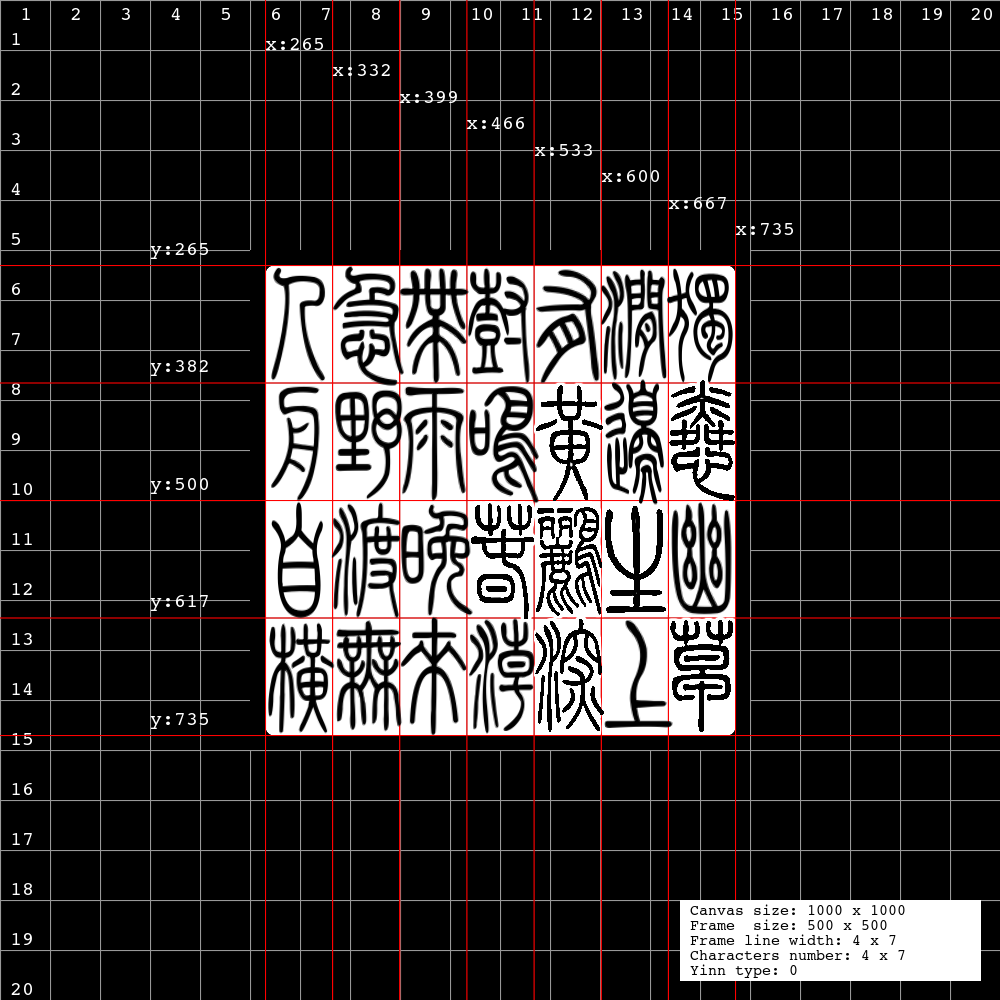 1 2 3 4 5 6 7 8 9 10 11 12 13 14 15 16 17 18 19 20
1
2
3
4
5
6
7
8
9
10
11
12
13
14
15
16
17
18
19
20
x:265
x:332
x:399
x:466
x:533
x:600
x:667
x:735
y:265
y:382
y:500
y:617
y:735
獨憐幽草
澗邊生上
有黃鸝深
樹鳴春潮
帶雨晚來
急野渡無
人舟自橫
Canvas size: 1000 x 1000
Frame  size: 500 x 500
Frame line width: 4 x 7
Characters number: 4 x 7
Yinn type: 0